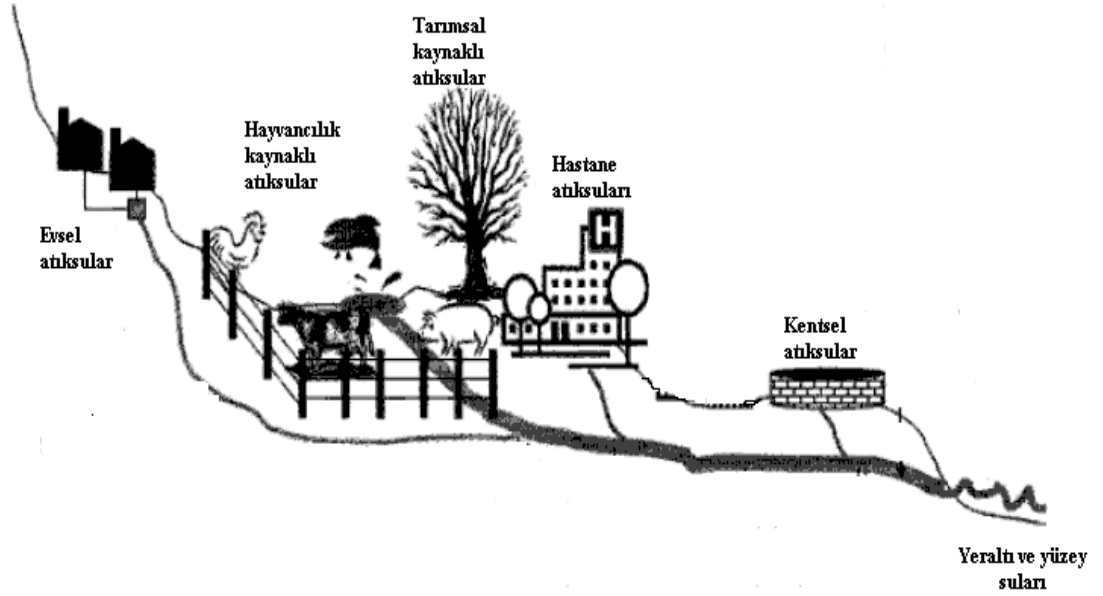 Tarımsal
kaynaklı
atıksular
Hayvancılık
kaynaklı
atıksular
Hastane
atıksuları
H
Evsel
atıksular
Kentsel
atıksular
Yeraltı ve yüzey
suları